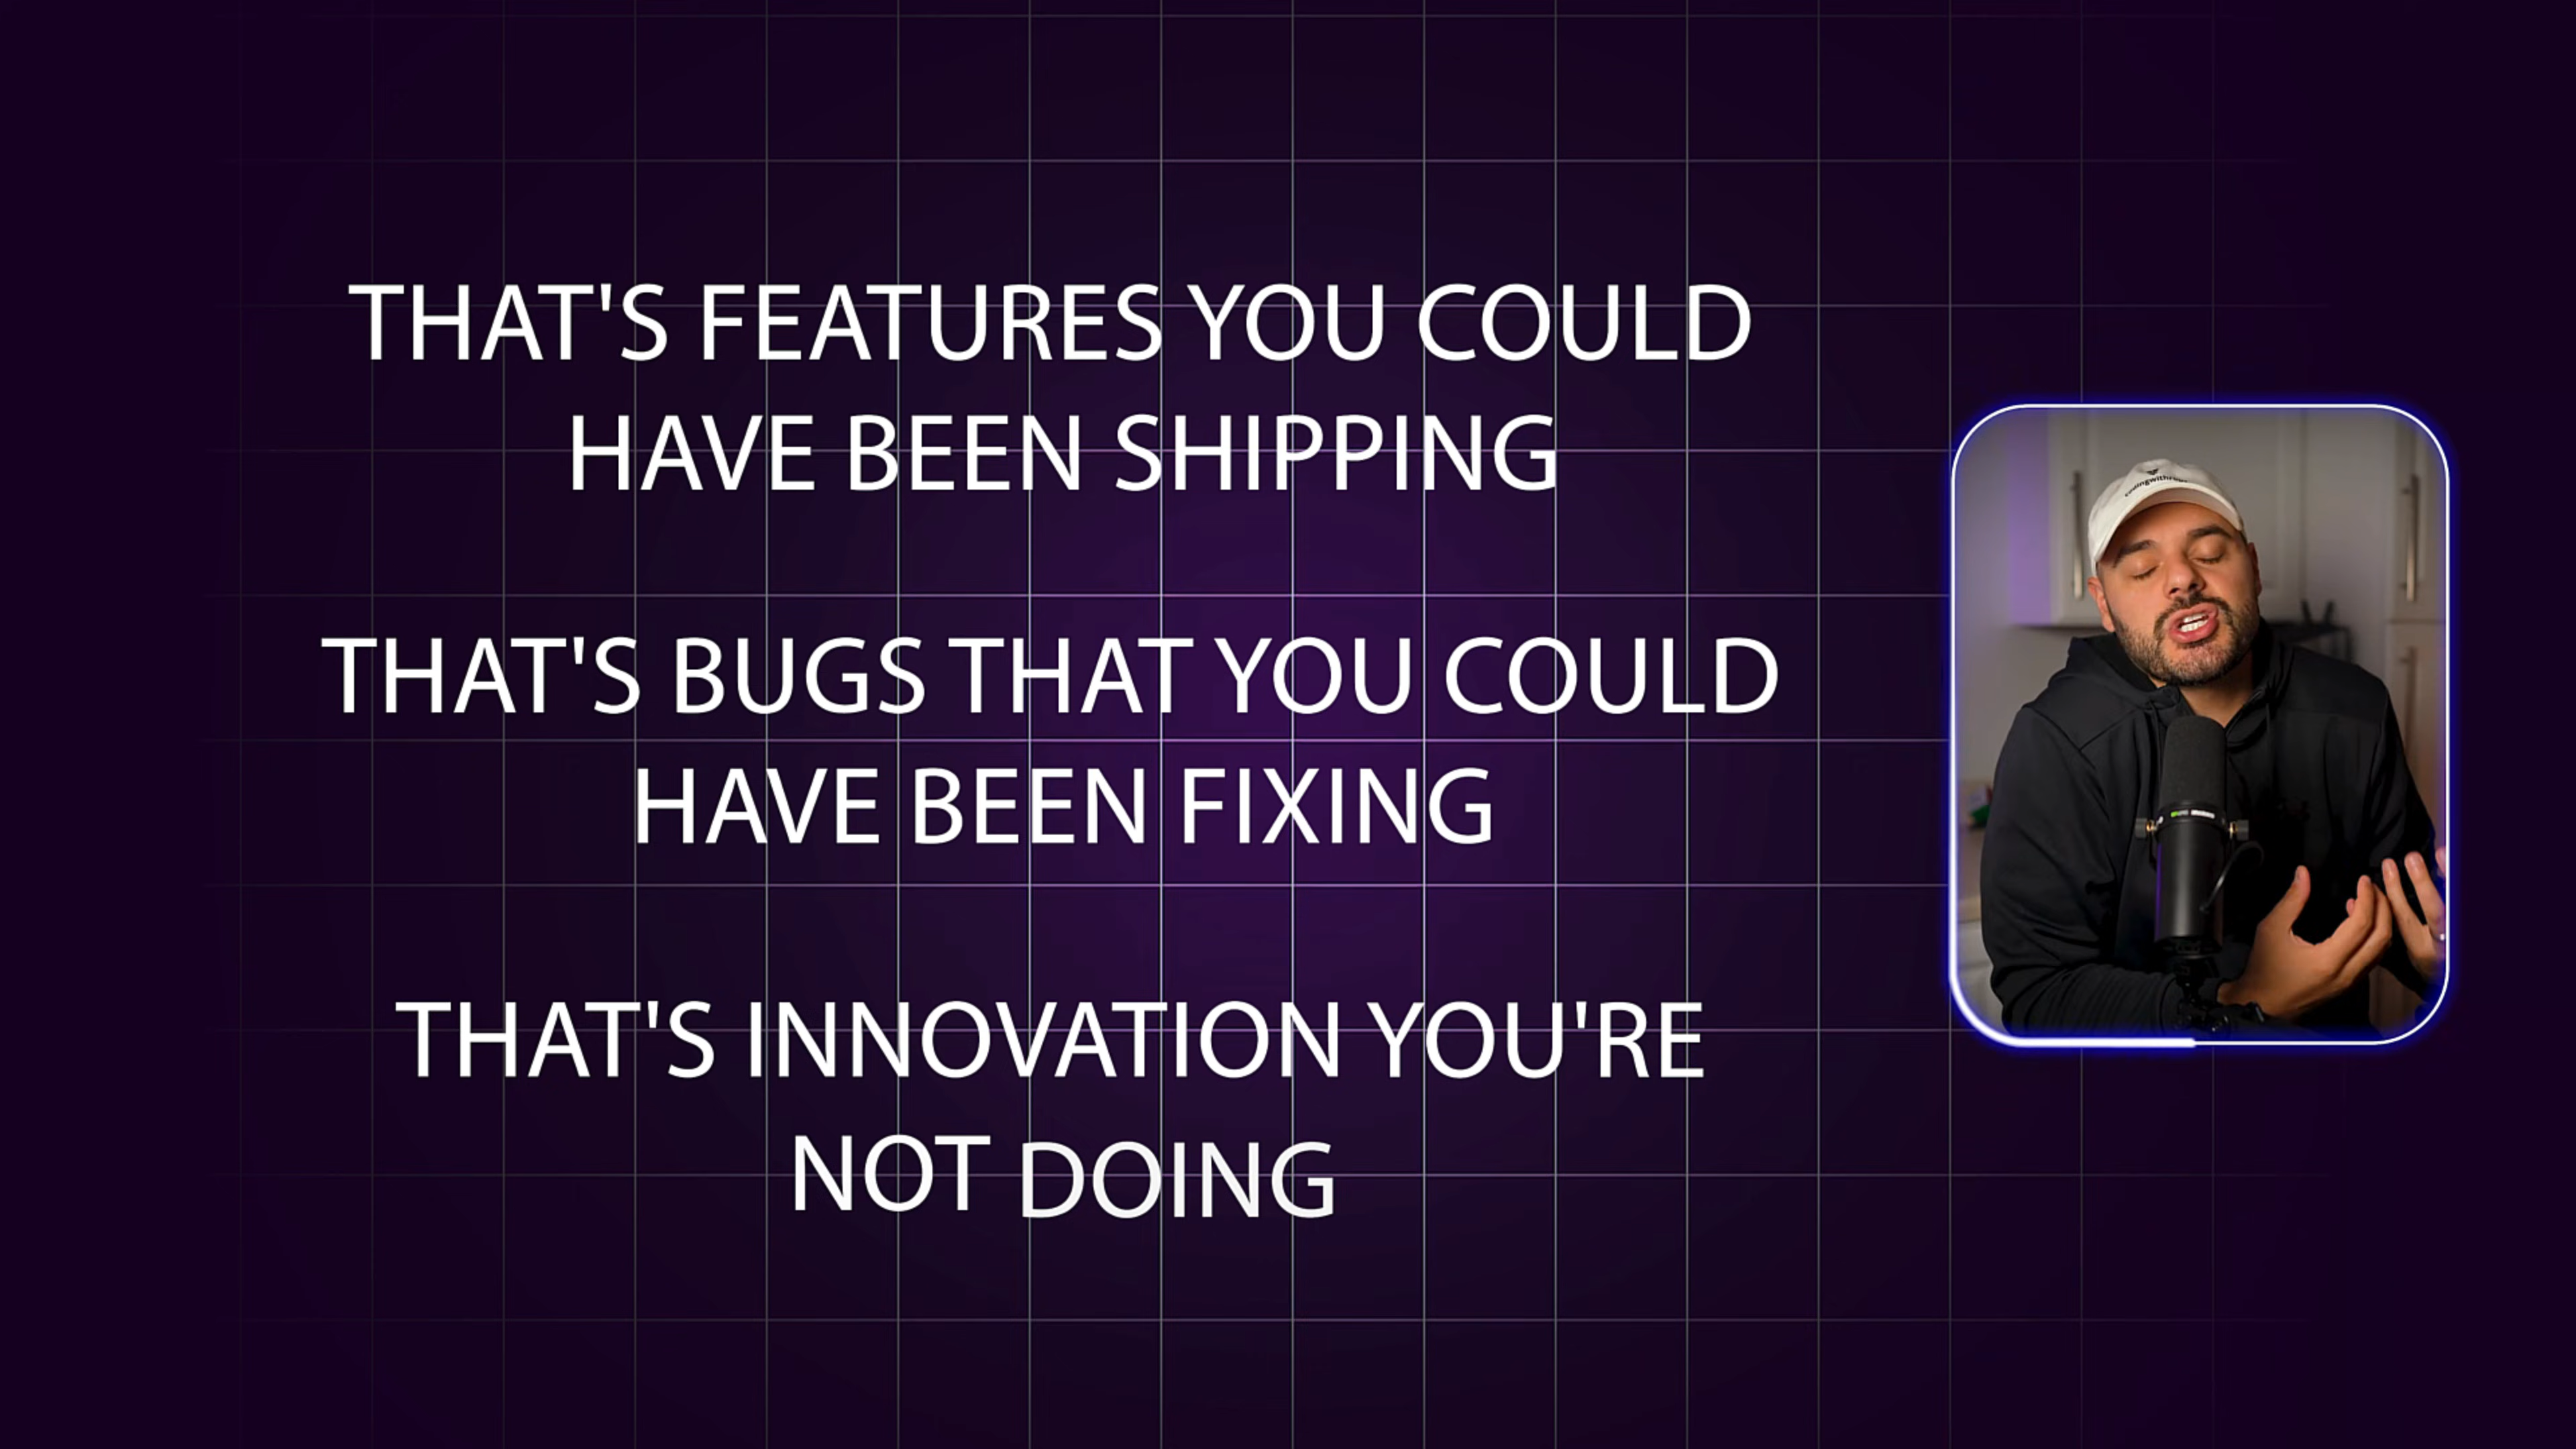 THAT'S FEATURES YOU COULD
HAVE BEEN SHIPPING
THAT'S BUGS THAT YOU COULD
HAVE BEEN FIXING
THAT'S INNOVATION YOU'RE
NOT DOING